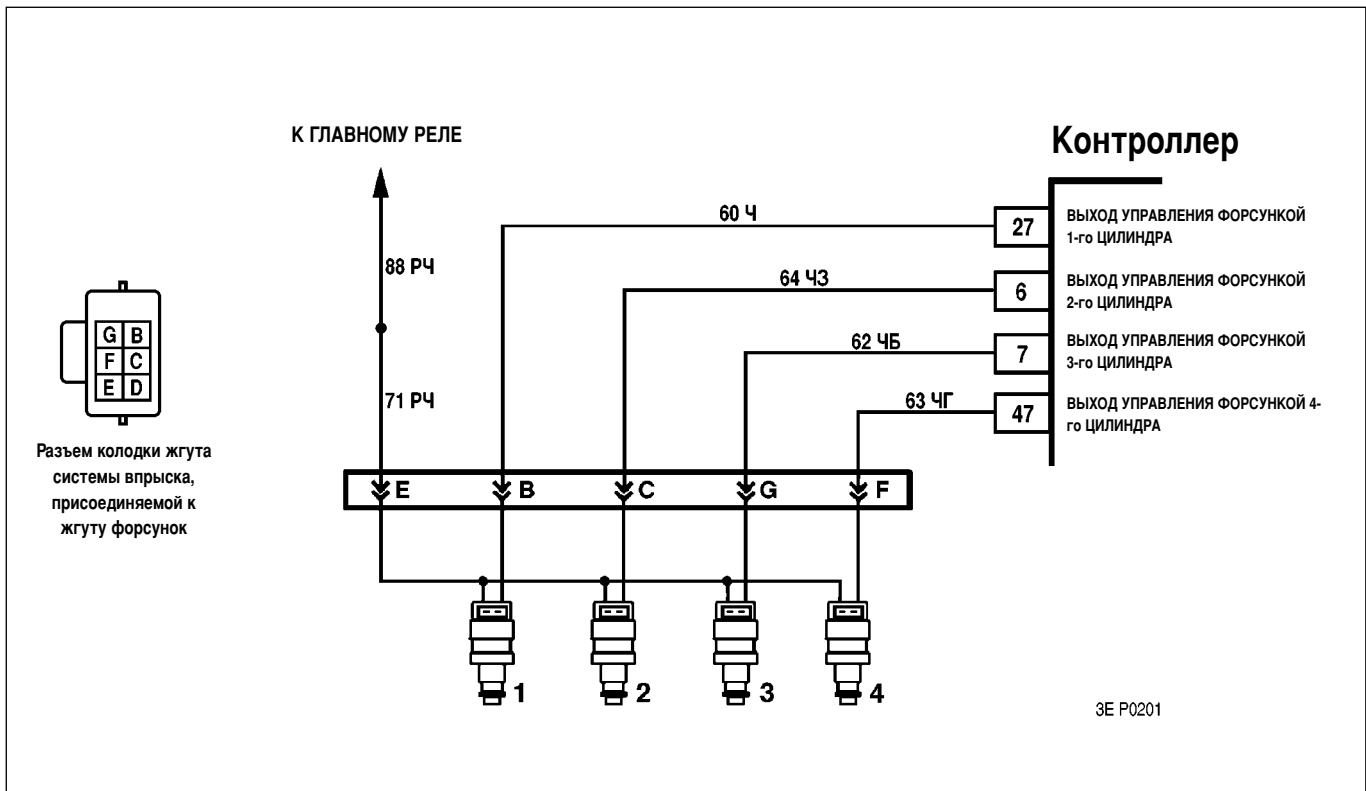 К ГЛАВНОМУ РЕЛЕ
Контроллер
60 Ч
27
ВЫХОД УПРАВЛЕНИЯ ФОРСУНКОЙ
1-го ЦИЛИНДРА
88 РЧ
64 ЧЗ
6
ВЫХОД УПРАВЛЕНИЯ ФОРСУНКОЙ
2-го ЦИЛИНДРА
62 ЧБ
7
ВЫХОД УПРАВЛЕНИЯ ФОРСУНКОЙ
3-го ЦИЛИНДРА
71 РЧ
63 ЧГ
47
ВЫХОД УПРАВЛЕНИЯ ФОРСУНКОЙ 4-
го ЦИЛИНДРА
G B
F C
E D
Разъем колодки жгута
системы впрыска,
присоединяемой к
жгуту форсунок
E B C G F
1 2 3 4
3E P0201